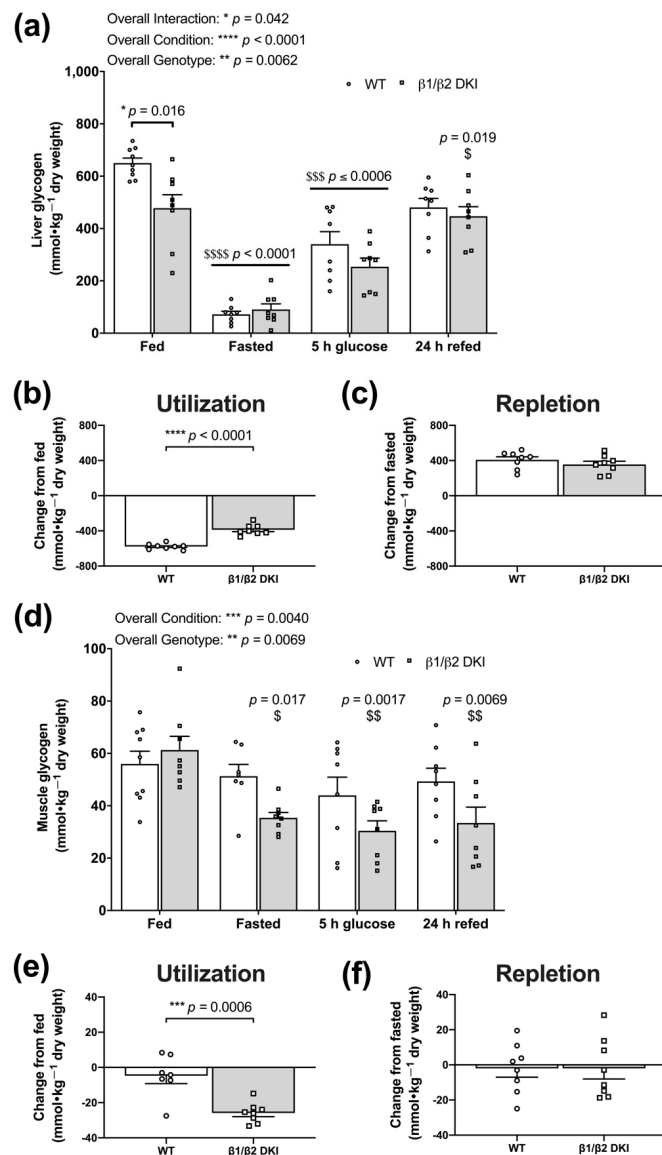 (a)
Overall Interaction: * p = 0.042
Overall Condition: **** p < 0.0001
Overall Genotype: ** p = 0.0062
WT β1/β2 DKI
Liver glycogen
(mmol•kg⁻¹ dry weight)
1,000
800
600
400
200
0
* p = 0.016
$$$$ p < 0.0001
$$$ p ≤ 0.0006
p = 0.019
$
Fed Fasted 5 h glucose 24 h refed
(b)
Utilization
Change from fed
(mmol•kg⁻¹ dry weight)
800
400
0
-400
-800
**** p < 0.0001
WT β1/β2 DKI
(c)
Repletion
Change from fasted
(mmol•kg⁻¹ dry weight)
800
400
0
-400
-800
WT β1/β2 DKI
(d)
Overall Condition: *** p = 0.0040
Overall Genotype: ** p = 0.0069
WT β1/β2 DKI
Muscle glycogen
(mmol•kg⁻¹ dry weight)
100
80
60
40
20
0
p = 0.017
$
p = 0.0017
$$
p = 0.0069
$$
Fed Fasted 5 h glucose 24 h refed
(e)
Utilization
Change from fed
(mmol•kg⁻¹ dry weight)
40
20
0
-20
-40
*** p = 0.0006
WT β1/β2 DKI
(f)
Repletion
Change from fasted
(mmol•kg⁻¹ dry weight)
40
20
0
-20
-40
WT β1/β2 DKI